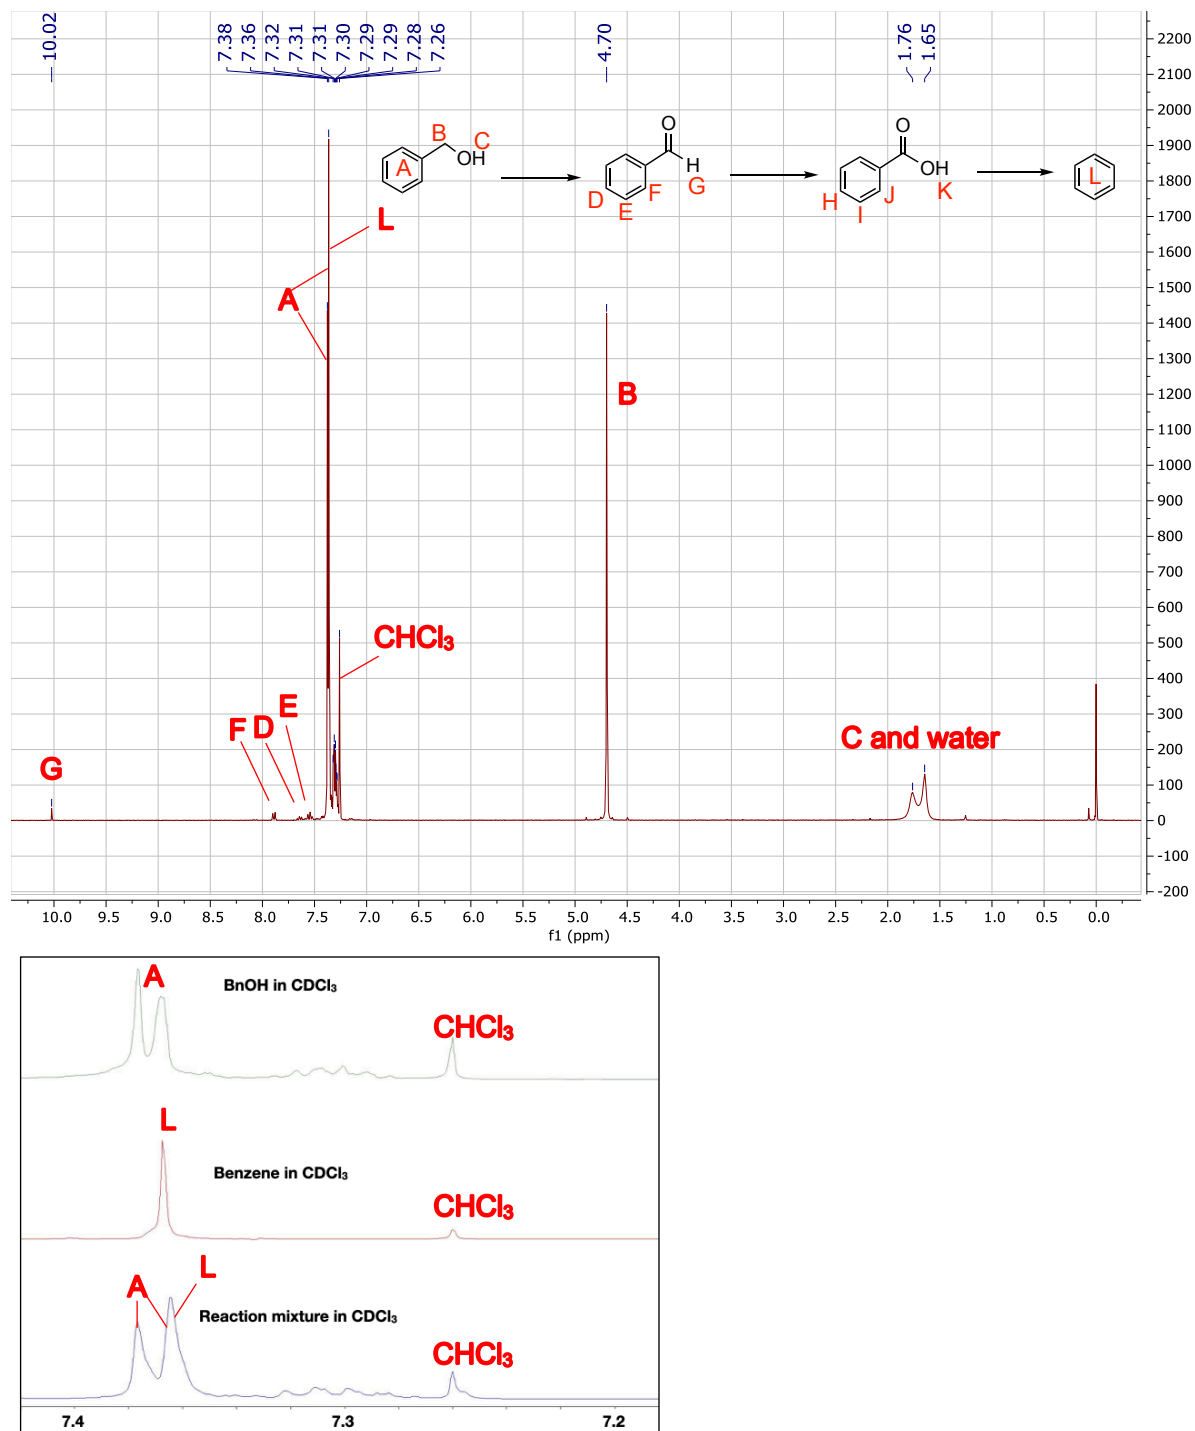 10.02
7.38
7.36
7.32
7.31
7.31
7.30
7.29
7.29
7.28
7.26
4.70
1.76
1.65
2200
2100
2000
1900
1800
1700
1600
1500
1400
1300
1200
1100
1000
900
800
700
600
500
400
300
200
100
0
-100
-200
A
B
C
OH
O
H
D
E
F
G
O
OH
H
I
J
K
L
L
A
B
CHCl3
E
F D
G
C and water
10.0 9.5 9.0 8.5 8.0 7.5 7.0 6.5 6.0 5.5 5.0 4.5 4.0 3.5 3.0 2.5 2.0 1.5 1.0 0.5 0.0
f1 (ppm)
A
BnOH in CDCl3
CHCl3
L
Benzene in CDCl3
CHCl3
A
L
Reaction mixture in CDCl3
CHCl3
7.4 7.3 7.2